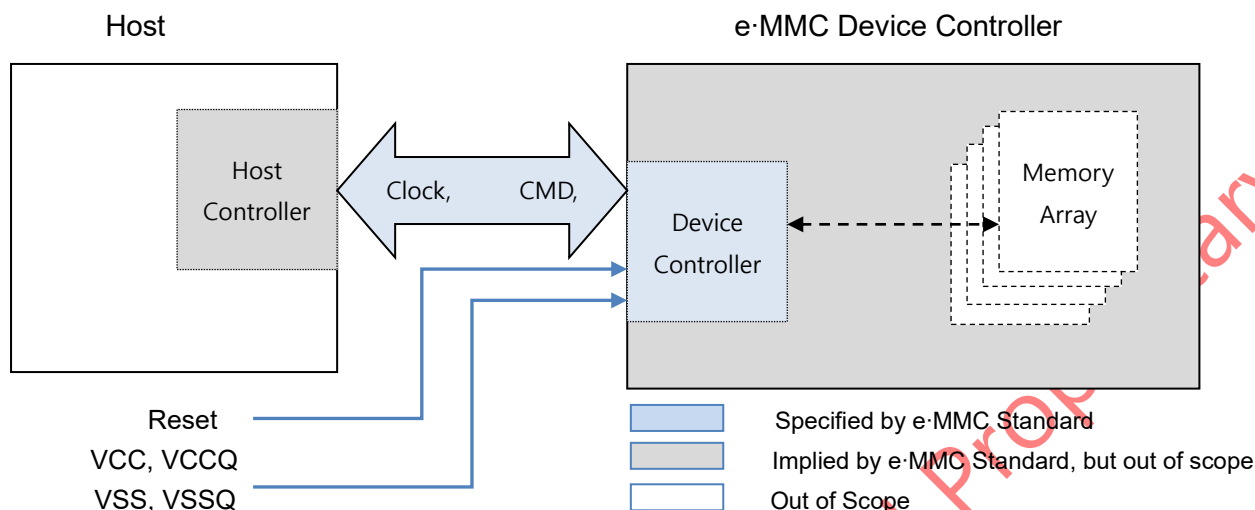 Host
e·MMC Device Controller
Host
Controller
Clock, CMD,
Device
Controller
Memory
Array
Reset
VCC, VCCQ
VSS, VSSQ
Specified by e·MMC Standard
Implied by e·MMC Standard, but out of scope
Out of Scope